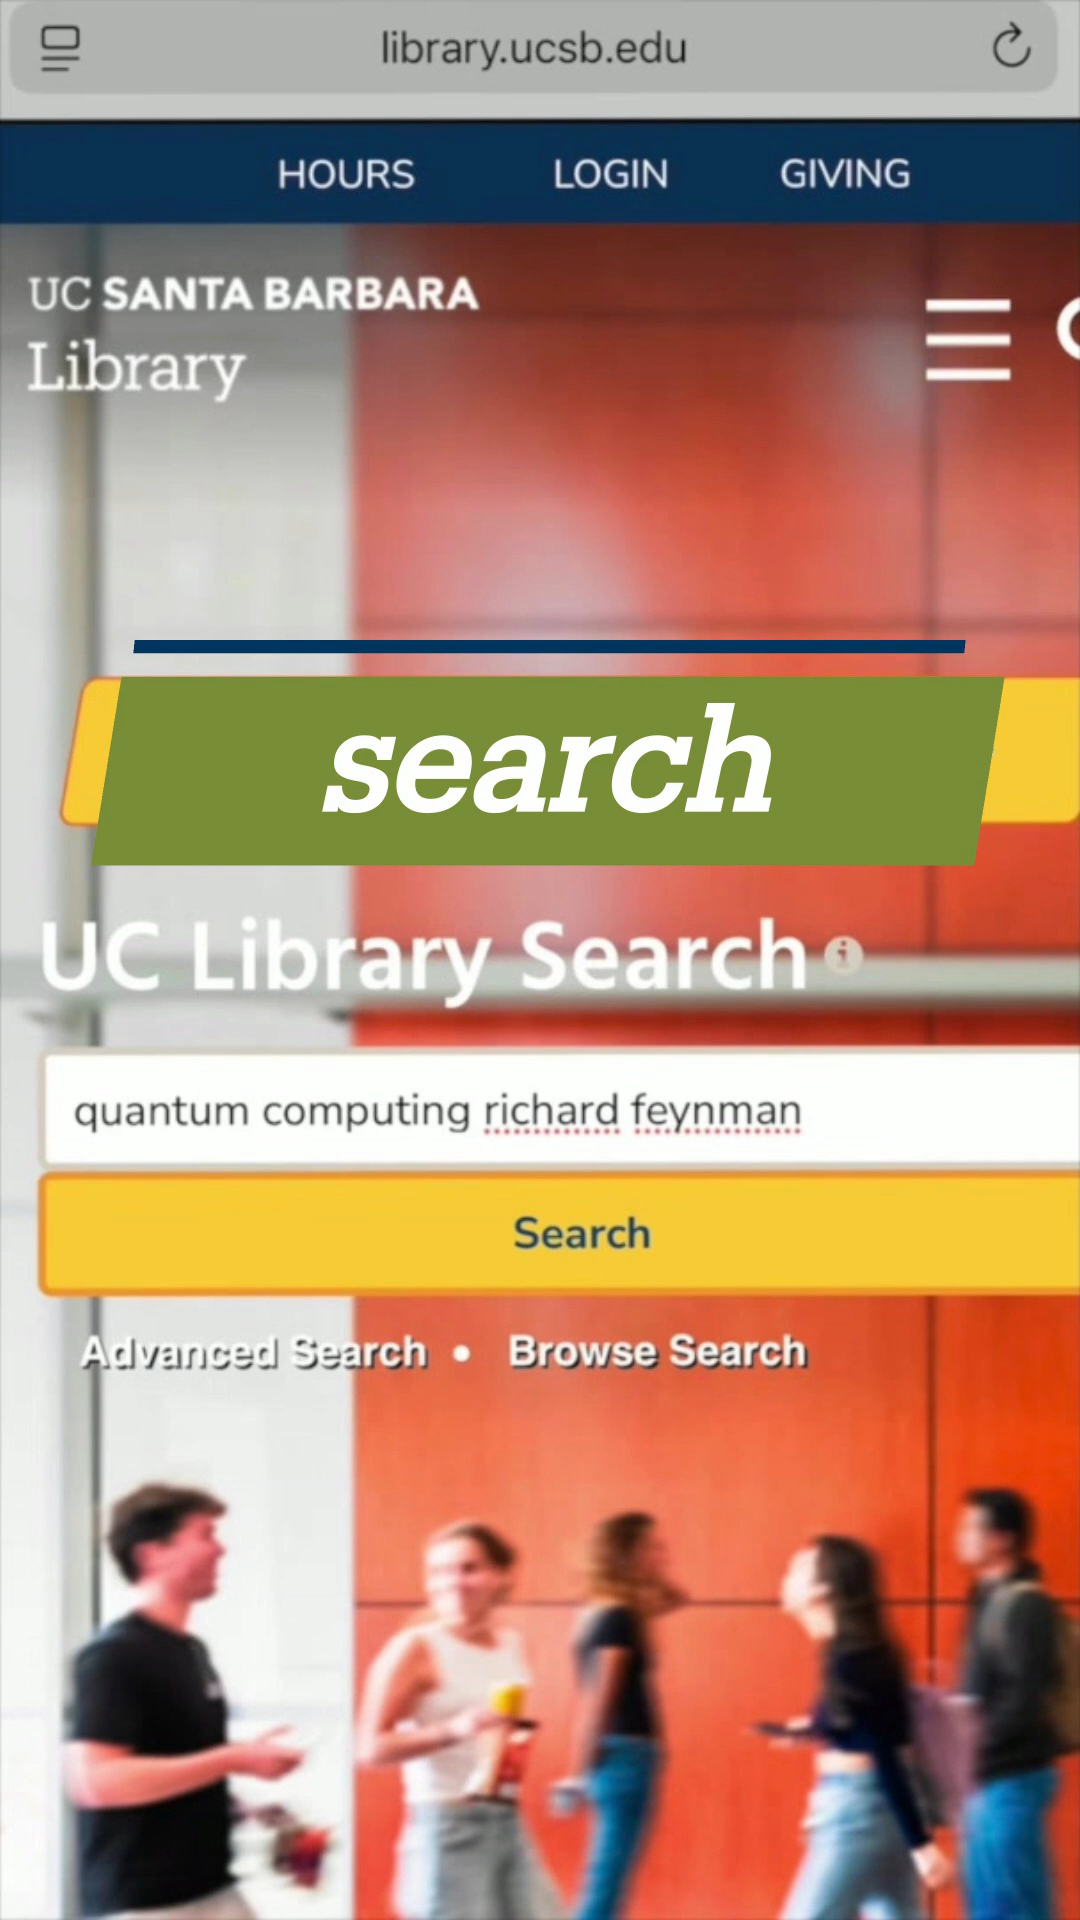 library.ucsb.edu
HOURS LOGIN GIVING
UC SANTA BARBARA
Library
search
UC Library Search
quantum computing richard feynman
Search
Advanced Search • Browse Search